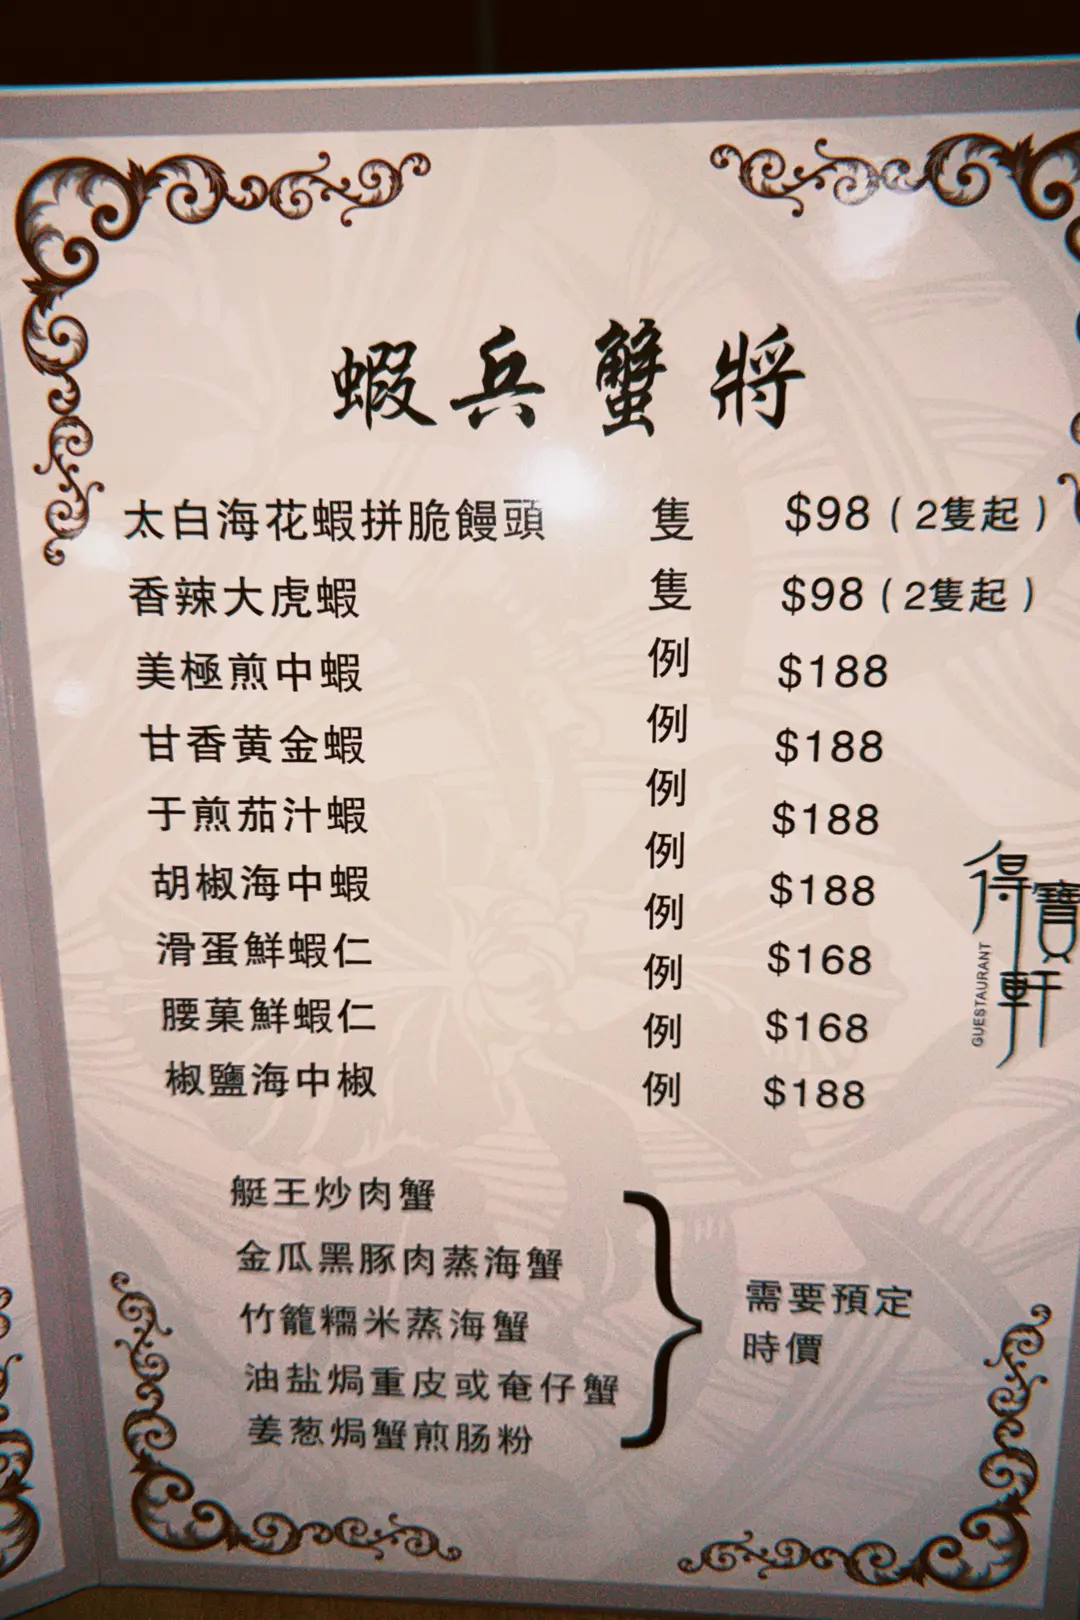 蝦兵蟹將
太白海花蝦拼脆饅頭 隻 $98（2隻起）
香辣大虎蝦 隻 $98（2隻起）
美極煎中蝦 例 $188
甘香黄金蝦 例 $188
于煎茄汁蝦 例 $188
胡椒海中蝦 例 $188
滑蛋鮮蝦仁 例 $168
腰菓鮮蝦仁 例 $168
椒鹽海中椒 例 $188
艇王炒肉蟹
金瓜黑豚肉蒸海蟹
竹籠糯米蒸海蟹
油盐焗重皮或奄仔蟹
姜葱焗蟹煎肠粉
需要預定
時價
得寶軒
GUESTAURANT